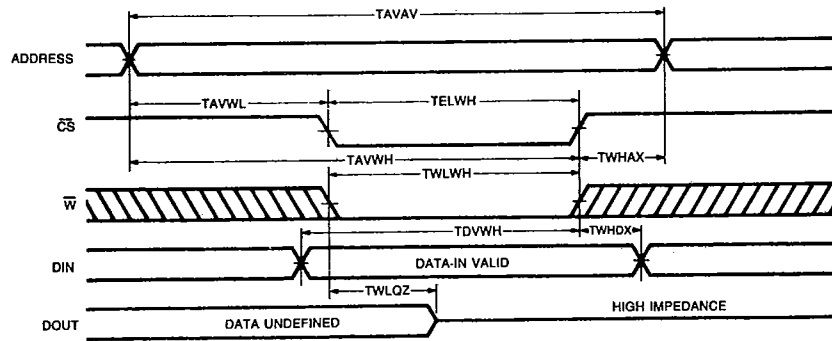 TAVAV
ADDRESS
TAVWL TELWH
C̅S̅
TAVWH TWHAX
TWLWH
W̅
TDVWH TWHDX
DIN DATA-IN VALID
TWLQZ
DOUT DATA UNDEFINED HIGH IMPEDANCE